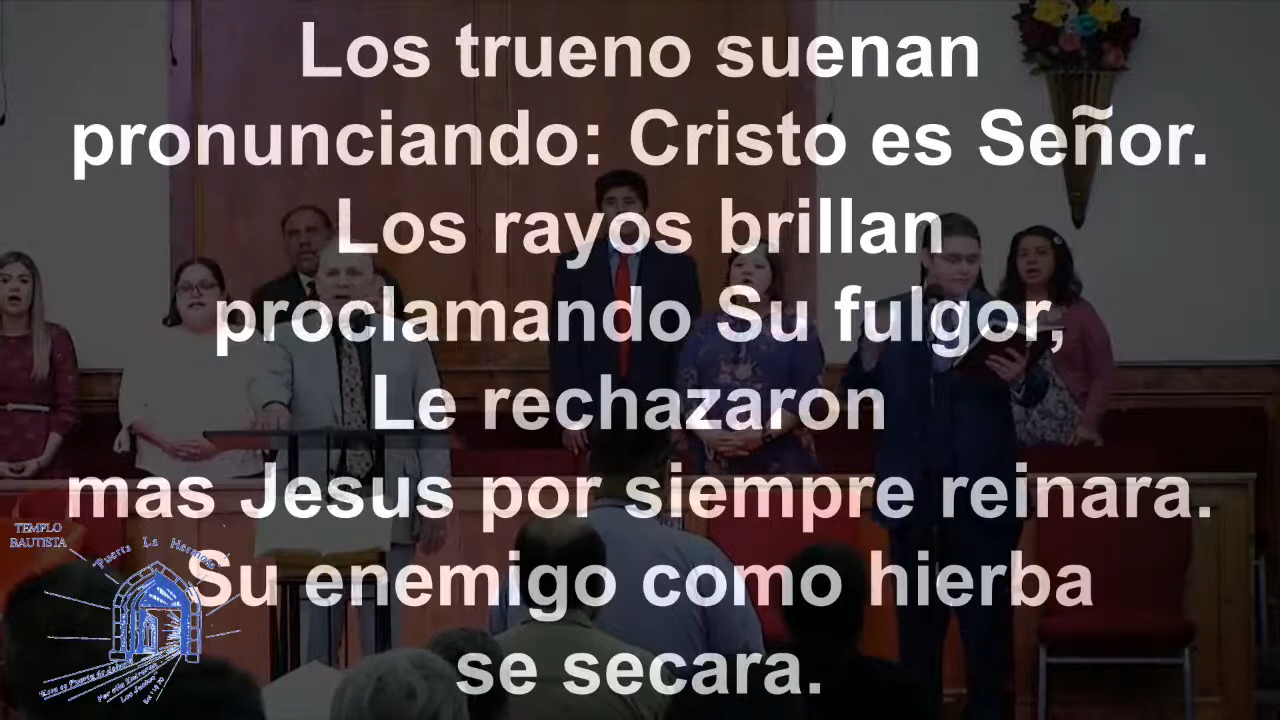 Los trueno suenan
pronunciando: Cristo es Señor.
Los rayos brillan
proclamando Su fulgor,
Le rechazaron
mas Jesus por siempre reinara.
Su enemigo como hierba
se secara.
TEMPLO
BAUTISTA
"Puerta La Hermosa"